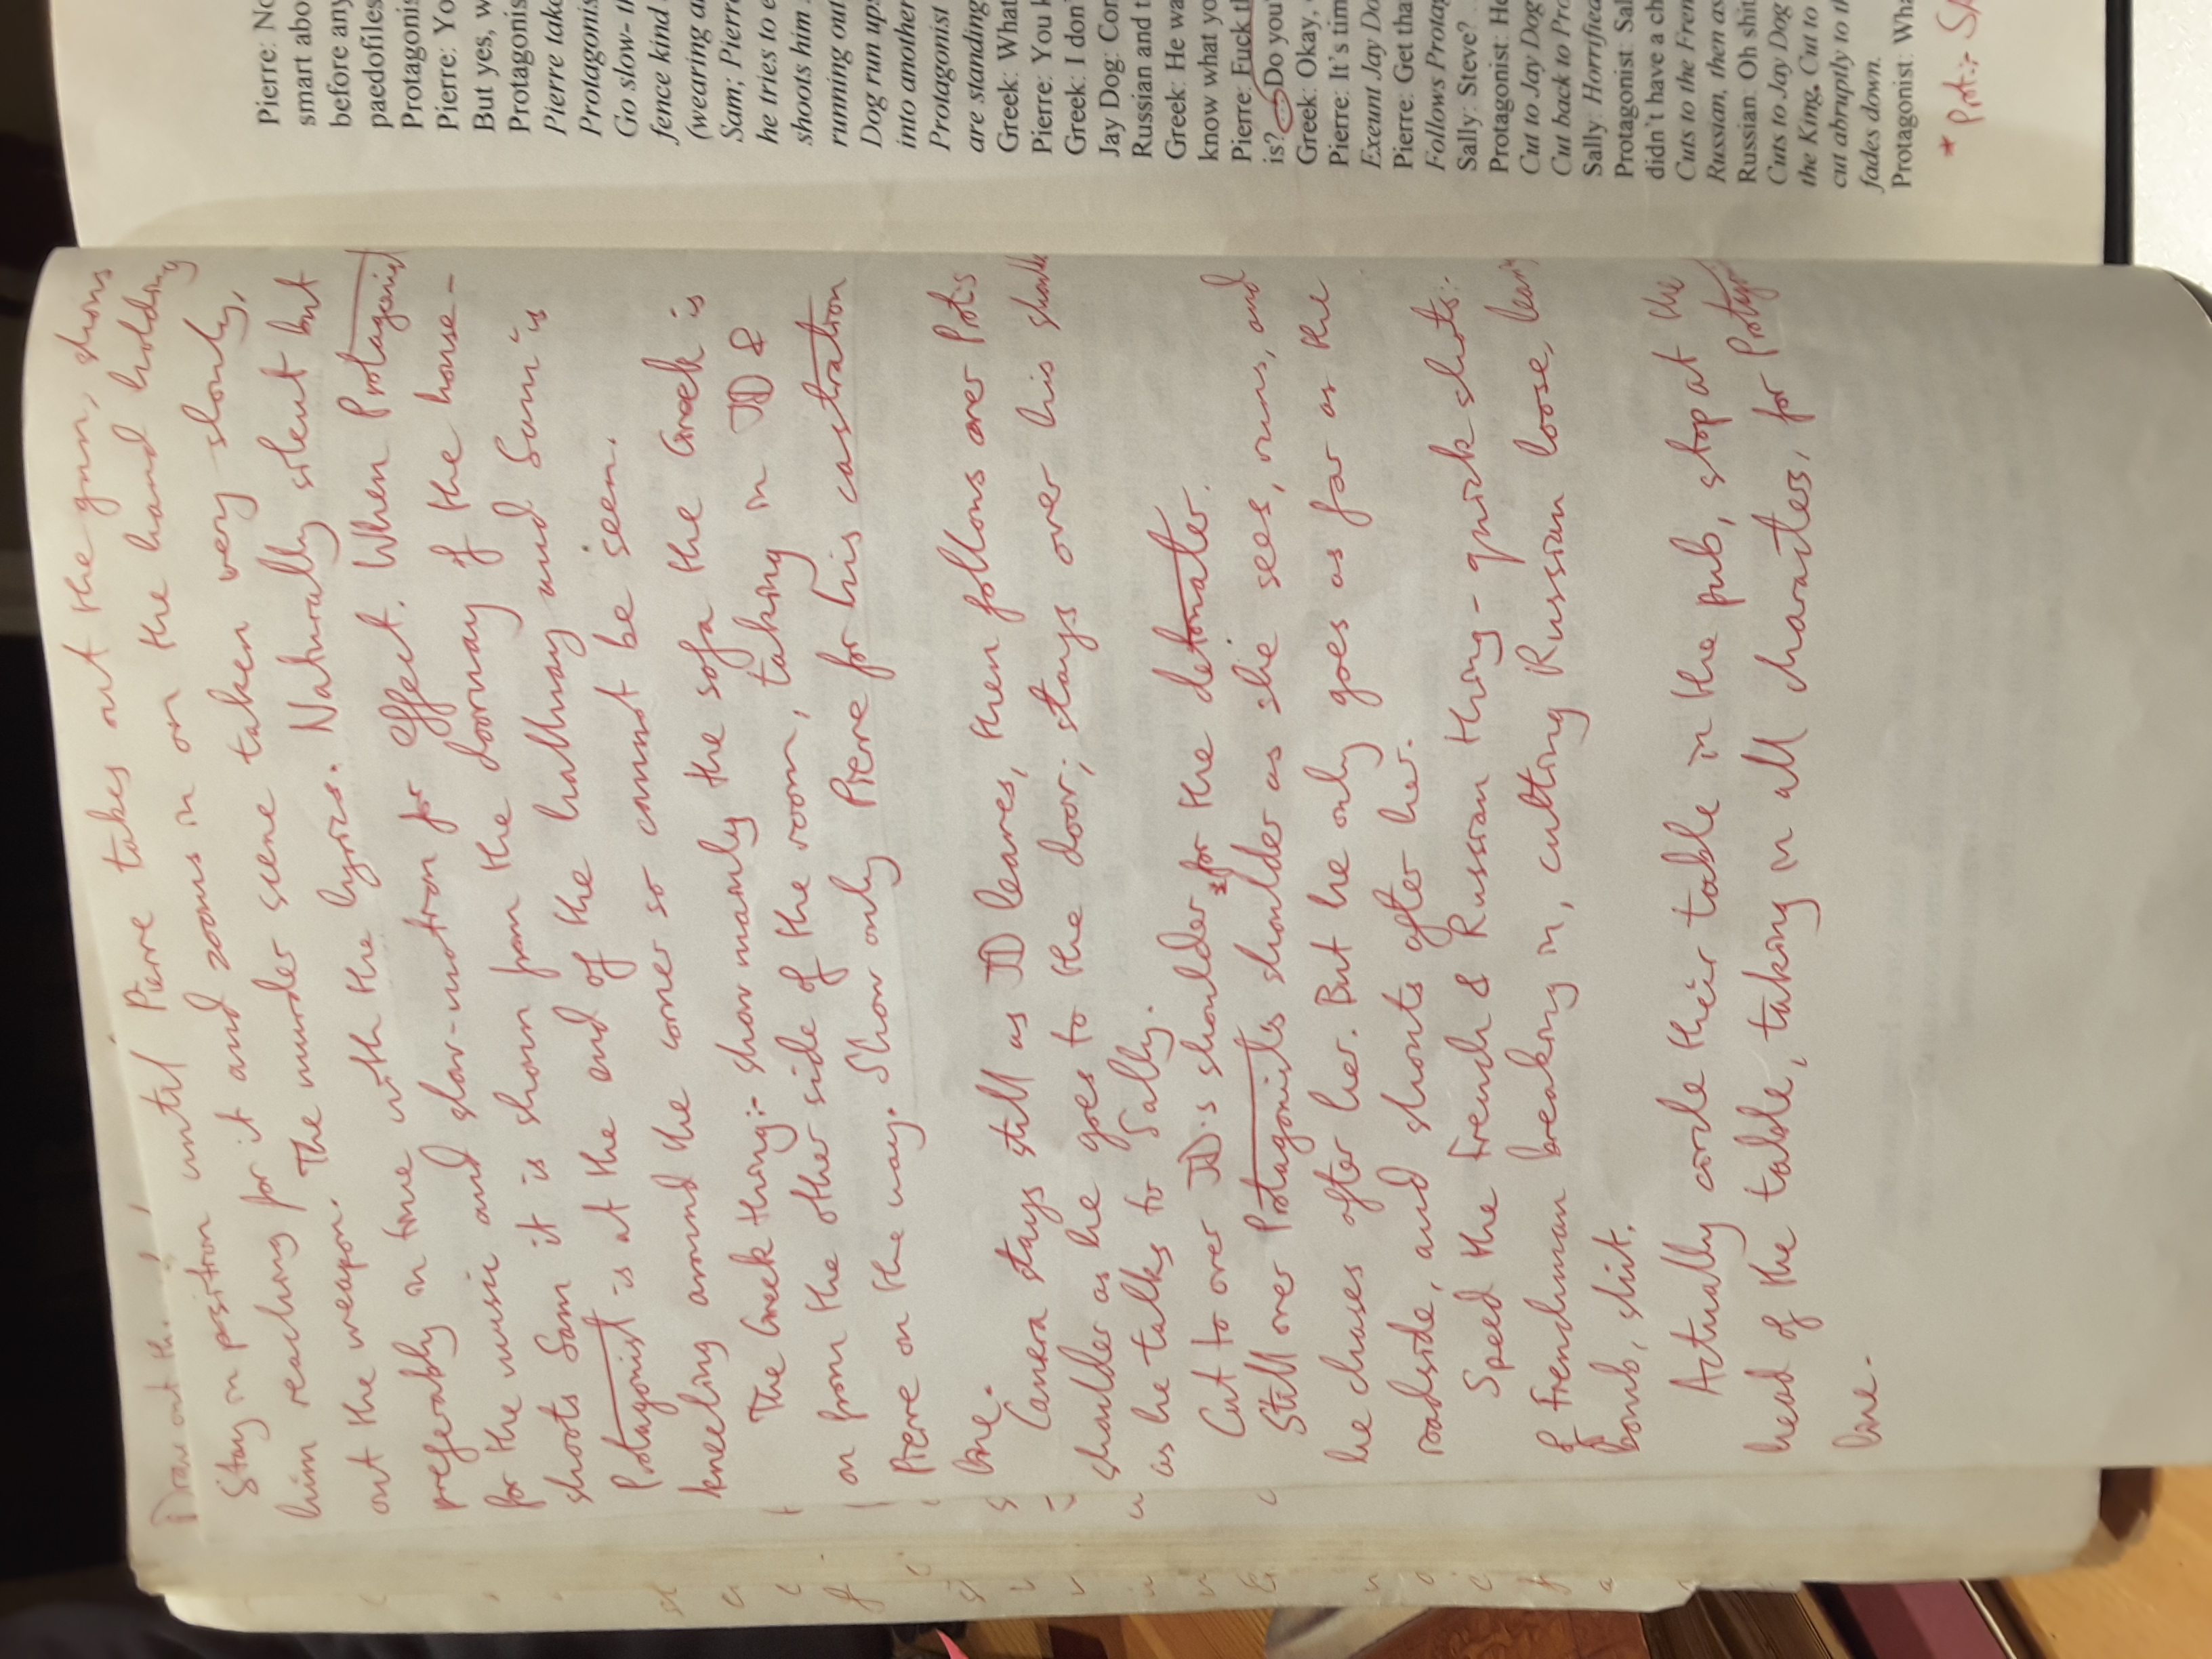 Draw out the
Stay in position until Pierre takes out the gun, shows
him reaching for it and zooms in on the hand holding
out the weapon. The murder scene taken very slowly,
preferably in time with the lyrics. Naturally silent but
for the music and slow-motion for effect. When Protagonist
shoots Sam it is shown from the doorway of the house -
Protagonist is at the end of the hallway and Sam is
kneeling around the corner so cannot be seen.
The Greek thing:- show mainly the sofa the Greek is
on from the other side of the room, taking in JD &
Pierre on the way. Show only Pierre for his castration
line.
Camera stays still as JD leaves, then follows over Prot's
shoulder as he goes to the door; stays over his shoulder
as he talks to Sally.
Cut to over JD's shoulder for the detonater.
Still over Protagonist's shoulder as she sees, runs, and
he chases after her. But he only goes as far as the
roadside, and shouts after her.
Speed the French & Russian thing - quick shots:-
of Frenchman breaking in, cutting Russian loose, leaving
bomb, shit.
Actually circle their table in the pub, stop at the
head of the table, taking in all characters, for Protagonist
line.
Pierre: No
smart abo
before any
paedofiles
Protagonis
Pierre: Yo
But yes, w
Protagonis
Pierre take
Protagonis
Go slow- th
fence kind
(wearing a
Sam; Pierre
he tries to e
shoots him
running out
Dog run ups
into another
Protagonist
are standing
Greek: What
Pierre: You k
Greek: I don'
Jay Dog: Con
Russian and t
Greek: He wa
know what yo
Pierre: Fuck th
is? ... Do you
Greek: Okay,
Pierre: It's tim
Exeunt Jay Do
Pierre: Get tha
Follows Protag
Sally: Steve?
Protagonist: He
Cut to Jay Dog
Cut back to Pro
Sally: Horrified
Protagonist: Sal
didn't have a ch
Cuts to the Fren
Russian, then as
Russian: Oh shit
Cuts to Jay Dog
the King. Cut to
cut abruptly to th
fades down.
Protagonist: Wha
* Prot.:- SA